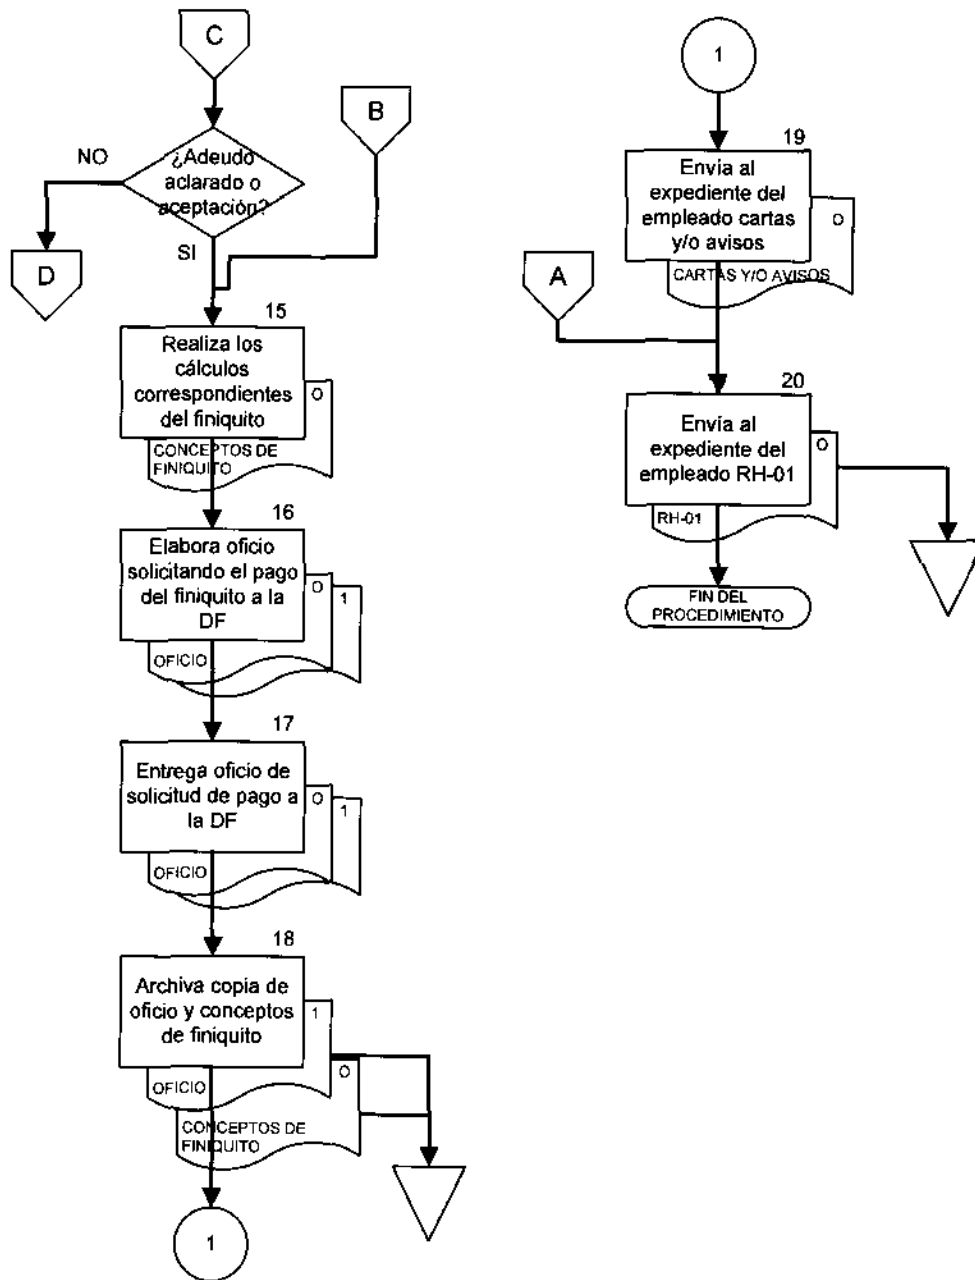 C
B
NO
¿Adeudo
aclarado o
aceptación?
SI
D
15
Realiza los
cálculos
correspondientes
del finiquito
O
CONCEPTOS DE
FINIQUITO
16
Elabora oficio
solicitando el pago
del finiquito a la
DF
O
1
OFICIO
17
Entrega oficio de
solicitud de pago a
la DF
O
1
OFICIO
18
Archiva copia de
oficio y conceptos
de finiquito
1
O
OFICIO
CONCEPTOS DE
FINIQUITO
1
1
19
Envía al
expediente del
empleado cartas
y/o avisos
O
CARTAS Y/O AVISOS
A
20
Envía al
expediente del
empleado RH-01
O
RH-01
FIN DEL
PROCEDIMIENTO